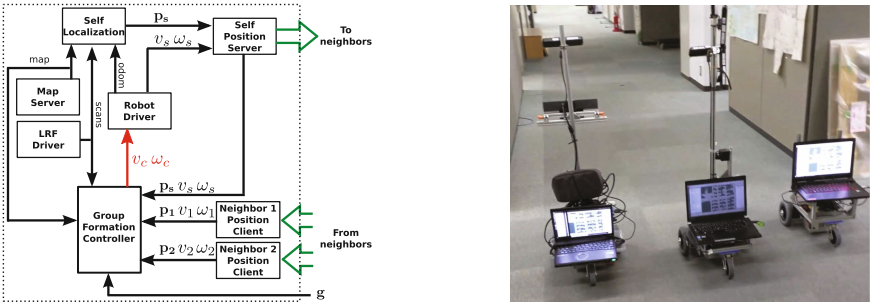 Self
Localization
p_s
v_s ω_s
Self
Position
Server
To
neighbors
map
odom
scans
Map
Server
Robot
Driver
LRF
Driver
v_c ω_c
p_s v_s ω_s
Group
Formation
Controller
p_1 v_1 ω_1
Neighbor 1
Position
Client
From
neighbors
p_2 v_2 ω_2
Neighbor 2
Position
Client
g